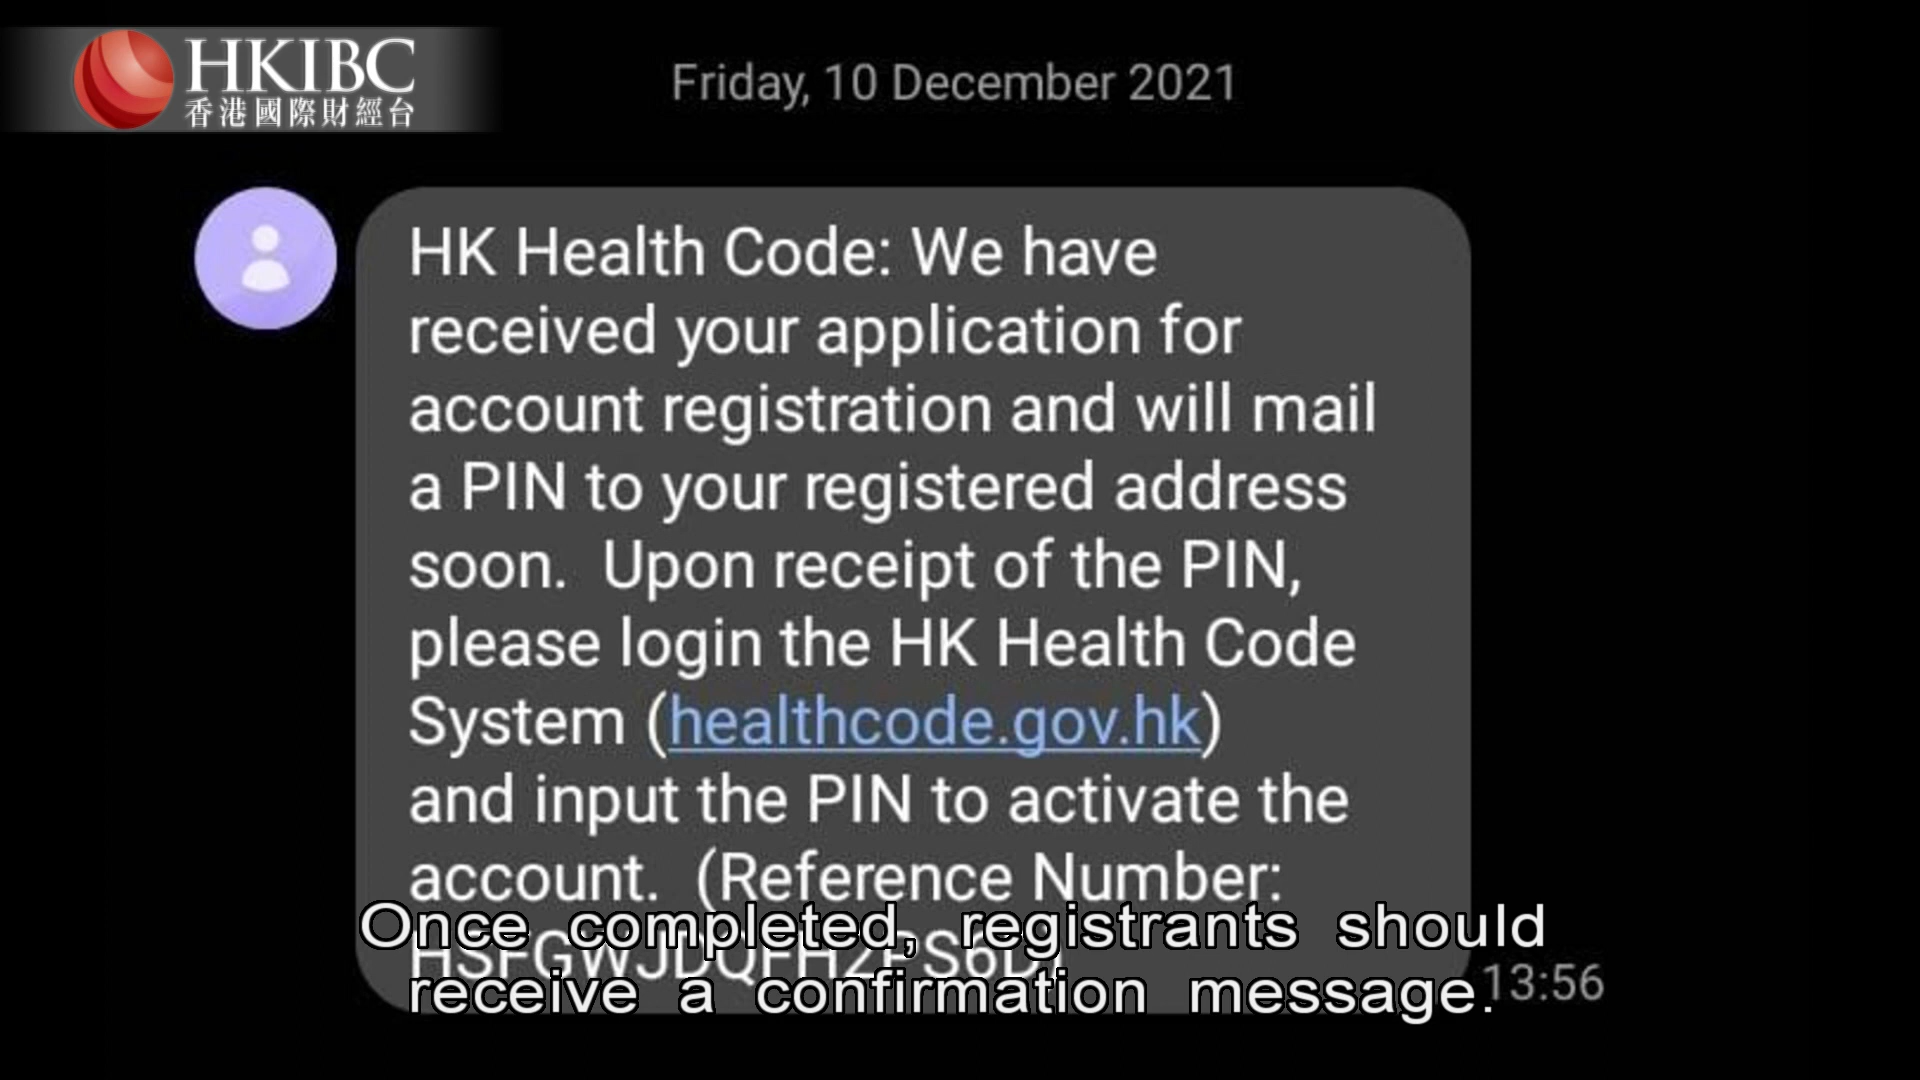 HKIBC
香港國際財經台
Friday, 10 December 2021
HK Health Code: We have
received your application for
account registration and will mail
a PIN to your registered address
soon.  Upon receipt of the PIN,
please login the HK Health Code
System (healthcode.gov.hk)
and input the PIN to activate the
account.  (Reference Number:
13:56
Once completed, registrants should
receive a confirmation message.